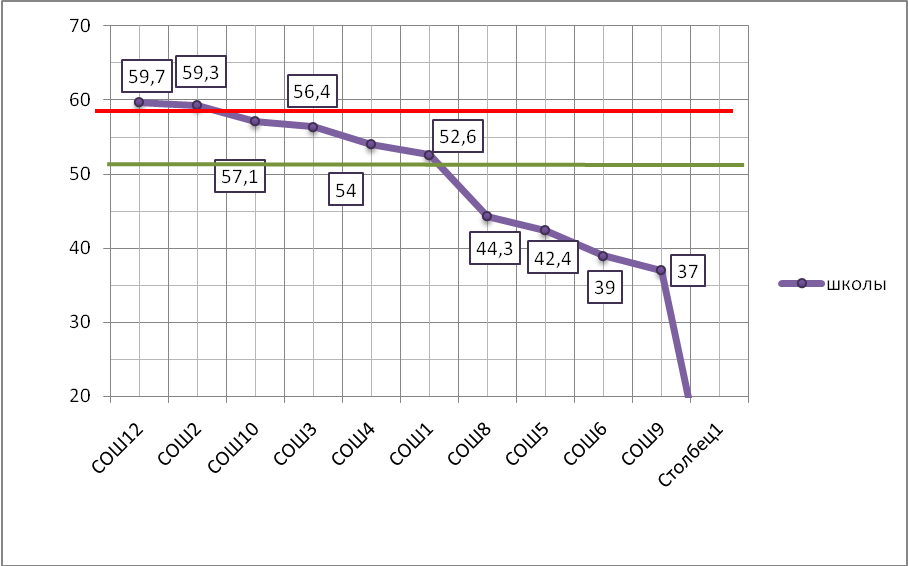 70
60
50
40
30
20
59,7
59,3
57,1
56,4
54
52,6
44,3
42,4
39
37
СОШ12
СОШ2
СОШ10
СОШ3
СОШ4
СОШ1
СОШ8
СОШ5
СОШ6
СОШ9
Столбец1
школы